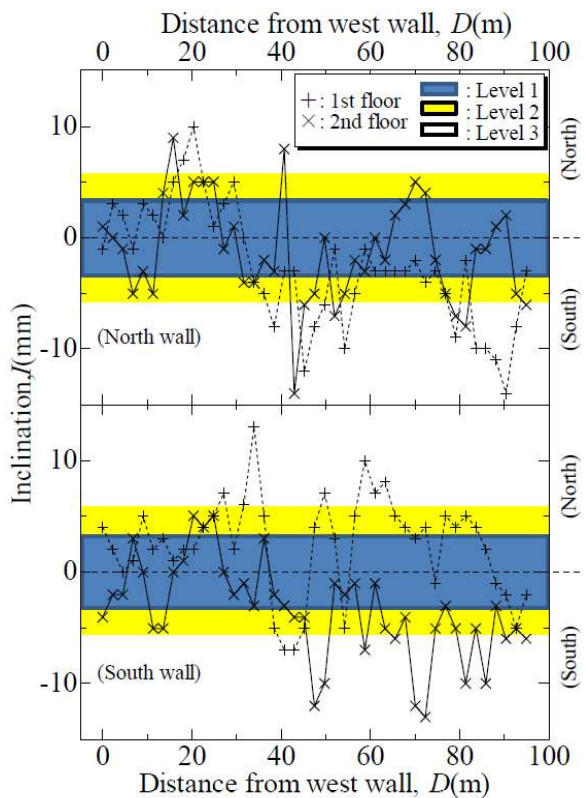 Distance from west wall, D(m)
0 20 40 60 80 100
+ : 1st floor
× : 2nd floor
: Level 1
: Level 2
: Level 3
10
0
-10
(North)
(South)
(North wall)
Inclination,I(mm)
10
0
-10
(North)
(South)
(South wall)
0 20 40 60 80 100
Distance from west wall, D(m)